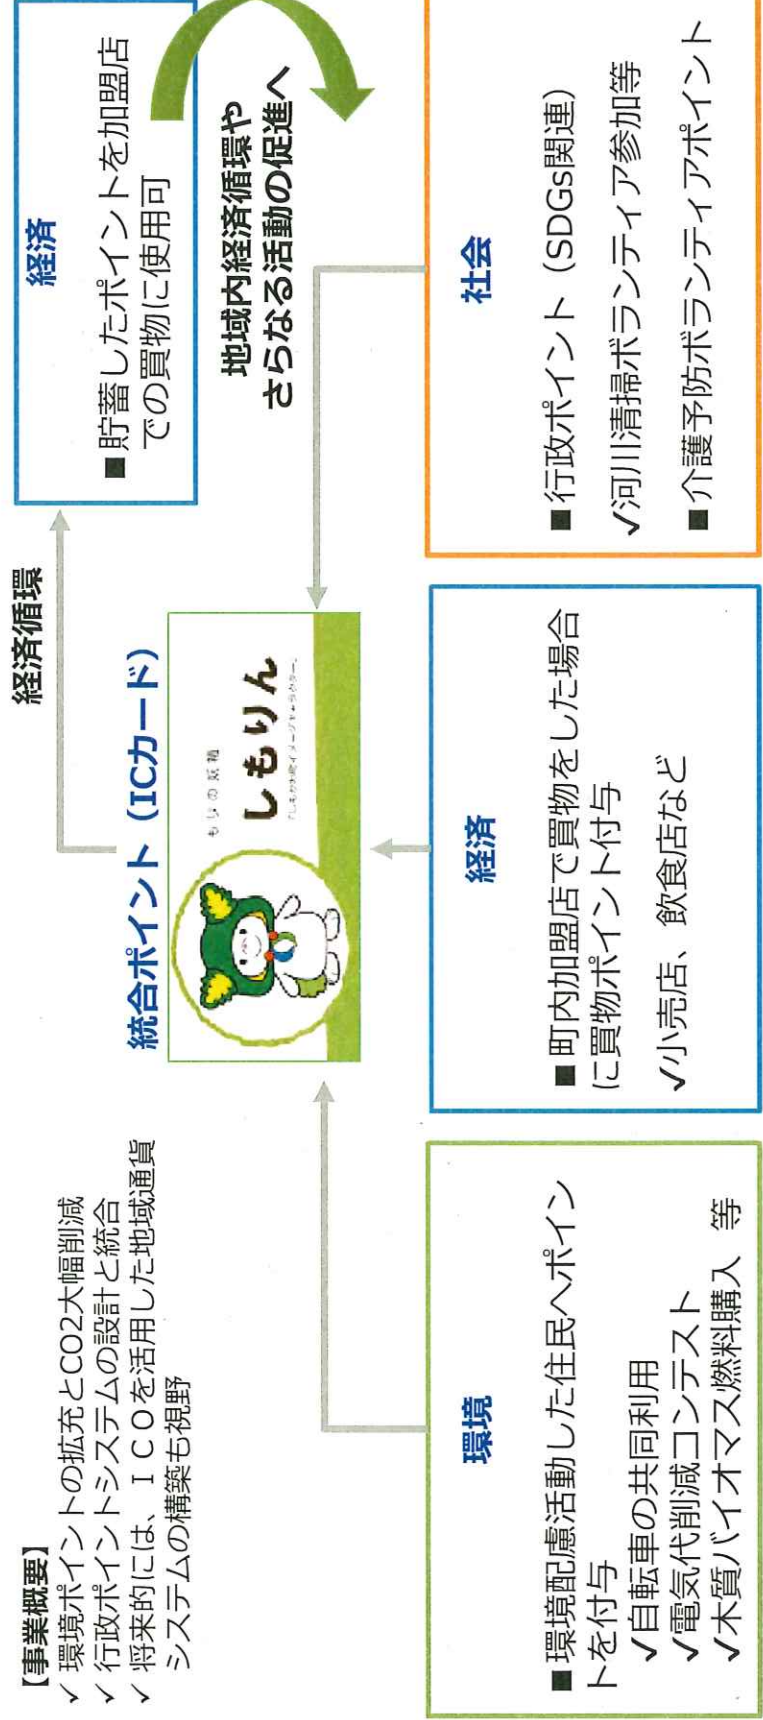 【事業概要】
✓ 環境ポイントの拡充とCO2大幅削減
✓ 行政ポイントシステムの設計と統合
✓ 将来的には、ＩＣＯを活用した地域通貨
システムの構築も視野
経済循環
経済
■ 貯蓄したポイントを加盟店
での買物に使用可
統合ポイント（ICカード）
もりの妖精
しもりん
地域内経済循環や
さらなる活動の促進へ
環境
■ 環境配慮活動した住民へポイン
トを付与
✓自転車の共同利用
✓電気代削減コンテスト
✓木質バイオマス燃料購入 等
経済
■ 町内加盟店で買物をした場合
に買物ポイント付与
✓小売店、飲食店など
社会
■ 行政ポイント（SDGs関連）
✓河川清掃ボランティア参加等
■ 介護予防ボランティアポイント